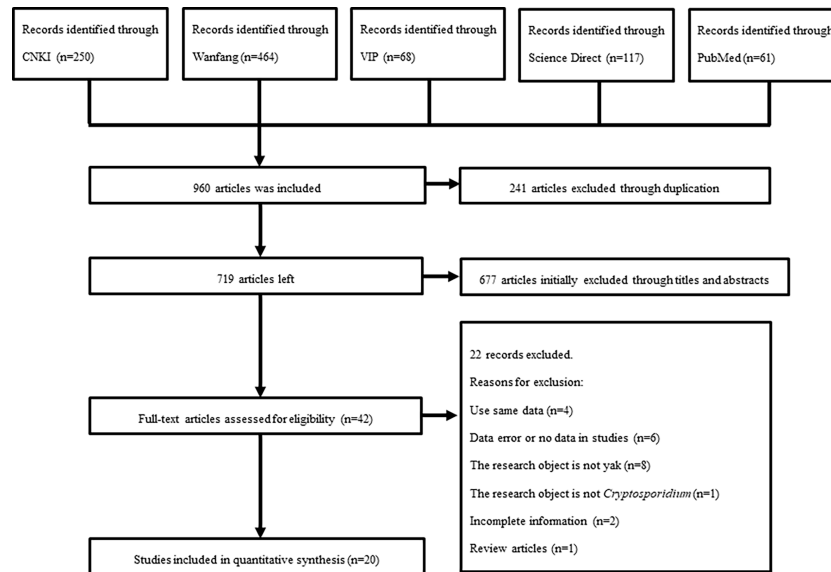 Records identified through
CNKI (n=250)
Records identified through
Wanfang (n=464)
Records identified through
VIP (n=68)
Records identified through
Science Direct (n=117)
Records identified through
PubMed (n=61)
960 articles was included
241 articles excluded through duplication
719 articles left
677 articles initially excluded through titles and abstracts
Full-text articles assessed for eligibility (n=42)
22 records excluded.
Reasons for exclusion:
Use same data (n=4)
Data error or no data in studies (n=6)
The research object is not yak (n=8)
The research object is not Cryptosporidium (n=1)
Incomplete information (n=2)
Review articles (n=1)
Studies included in quantitative synthesis (n=20)